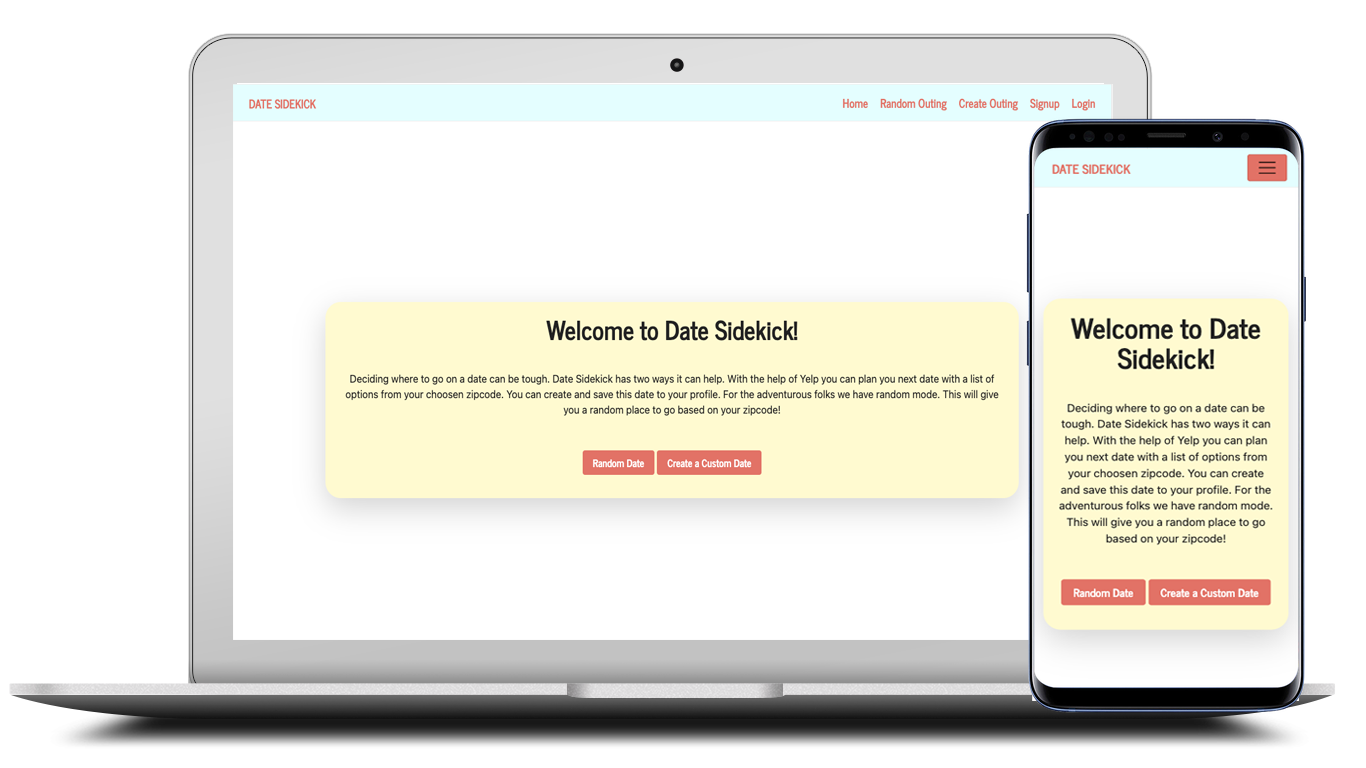 DATE SIDEKICK
Home Random Outing Create Outing Signup Login
Welcome to Date Sidekick!
Deciding where to go on a date can be tough. Date Sidekick has two ways it can help. With the help of Yelp you can plan you next date with a list of
options from your choosen zipcode. You can create and save this date to your profile. For the adventurous folks we have random mode. This will give
you a random place to go based on your zipcode!
Random Date Create a Custom Date
DATE SIDEKICK
Welcome to Date
Sidekick!
Deciding where to go on a date can be
tough. Date Sidekick has two ways it can
help. With the help of Yelp you can plan
you next date with a list of options from
your choosen zipcode. You can create
and save this date to your profile. For the
adventurous folks we have random mode.
This will give you a random place to go
based on your zipcode!
Random Date Create a Custom Date